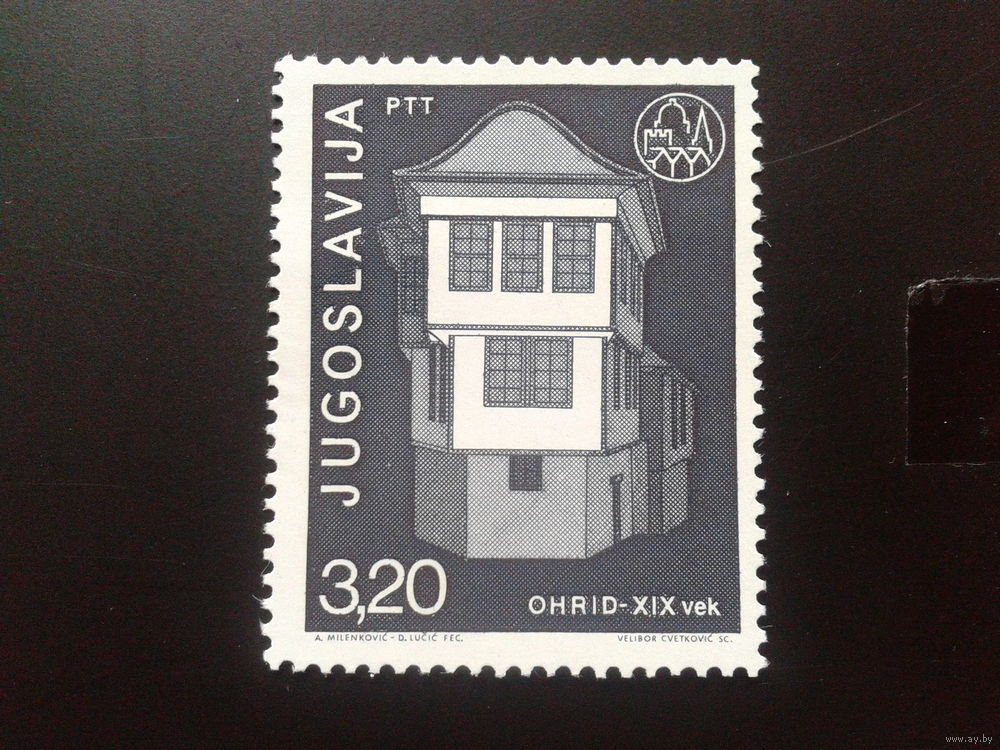 PTT
JUGOSLAVIJA
3,20
OHRID-XIX vek
A. MILENKOVIĆ - D. LUČIĆ FEC.
VELIBOR CVETKOVIĆ SC.
www.ay.by